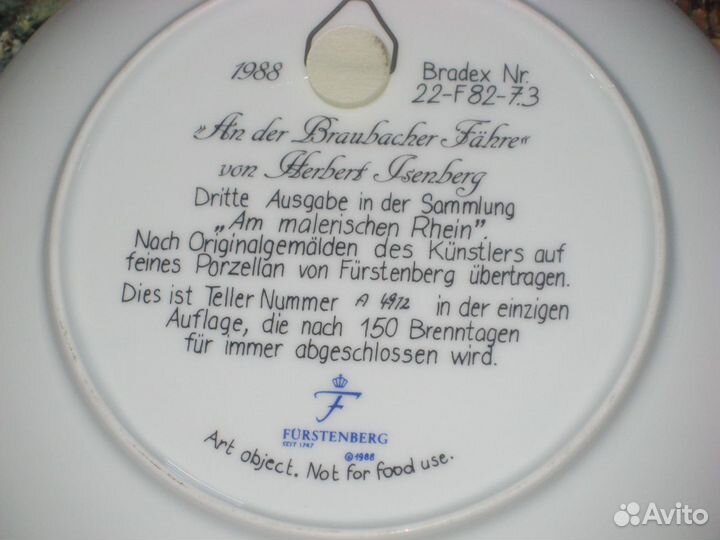 1988
Bradex Nr.
22-F82-7.3
„An der Braubacher Fähre“
von Herbert Isenberg
Dritte Ausgabe in der Sammlung
„Am malerischen Rhein”.
Nach Originalgemälden des Künstlers auf
feines Porzellan von Fürstenberg übertragen.
Dies ist Teller Nummer A 4972 in der einzigen
Auflage, die nach 150 Brenntagen
für immer abgeschlossen wird.
F
FÜRSTENBERG
SEIT 1747
©1988
Art object. Not for food use.
Avito